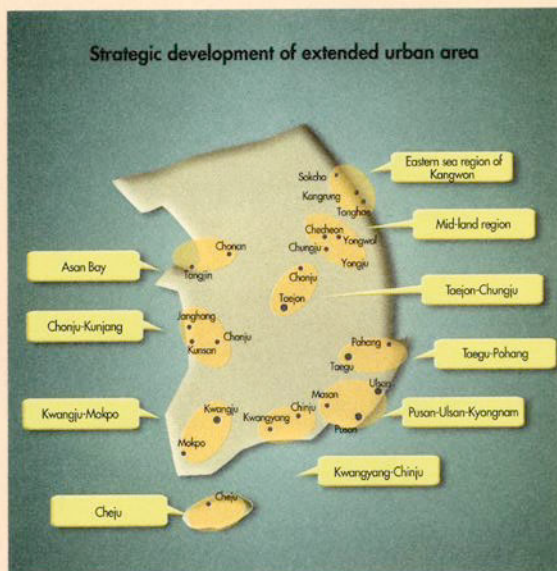 Strategic development of extended urban area
Sokcho
Kangrung
Tonghae
Eastern sea region of
Kangwon
Checheon
Yongwol
Chungju
Yongju
Mid-land region
Chonan
Tangjin
Asan Bay
Chonju
Taejon
Taejon-Chungju
Janghang
Kunsan
Chonju
Chonju-Kunjang
Pohang
Taegu
Taegu-Pohang
Ulsan
Masan
Pusan
Pusan-Ulsan-Kyongnam
Kwangju
Mokpo
Kwangju-Mokpo
Chinju
Kwangyang
Kwangyang-Chinju
Cheju
Cheju